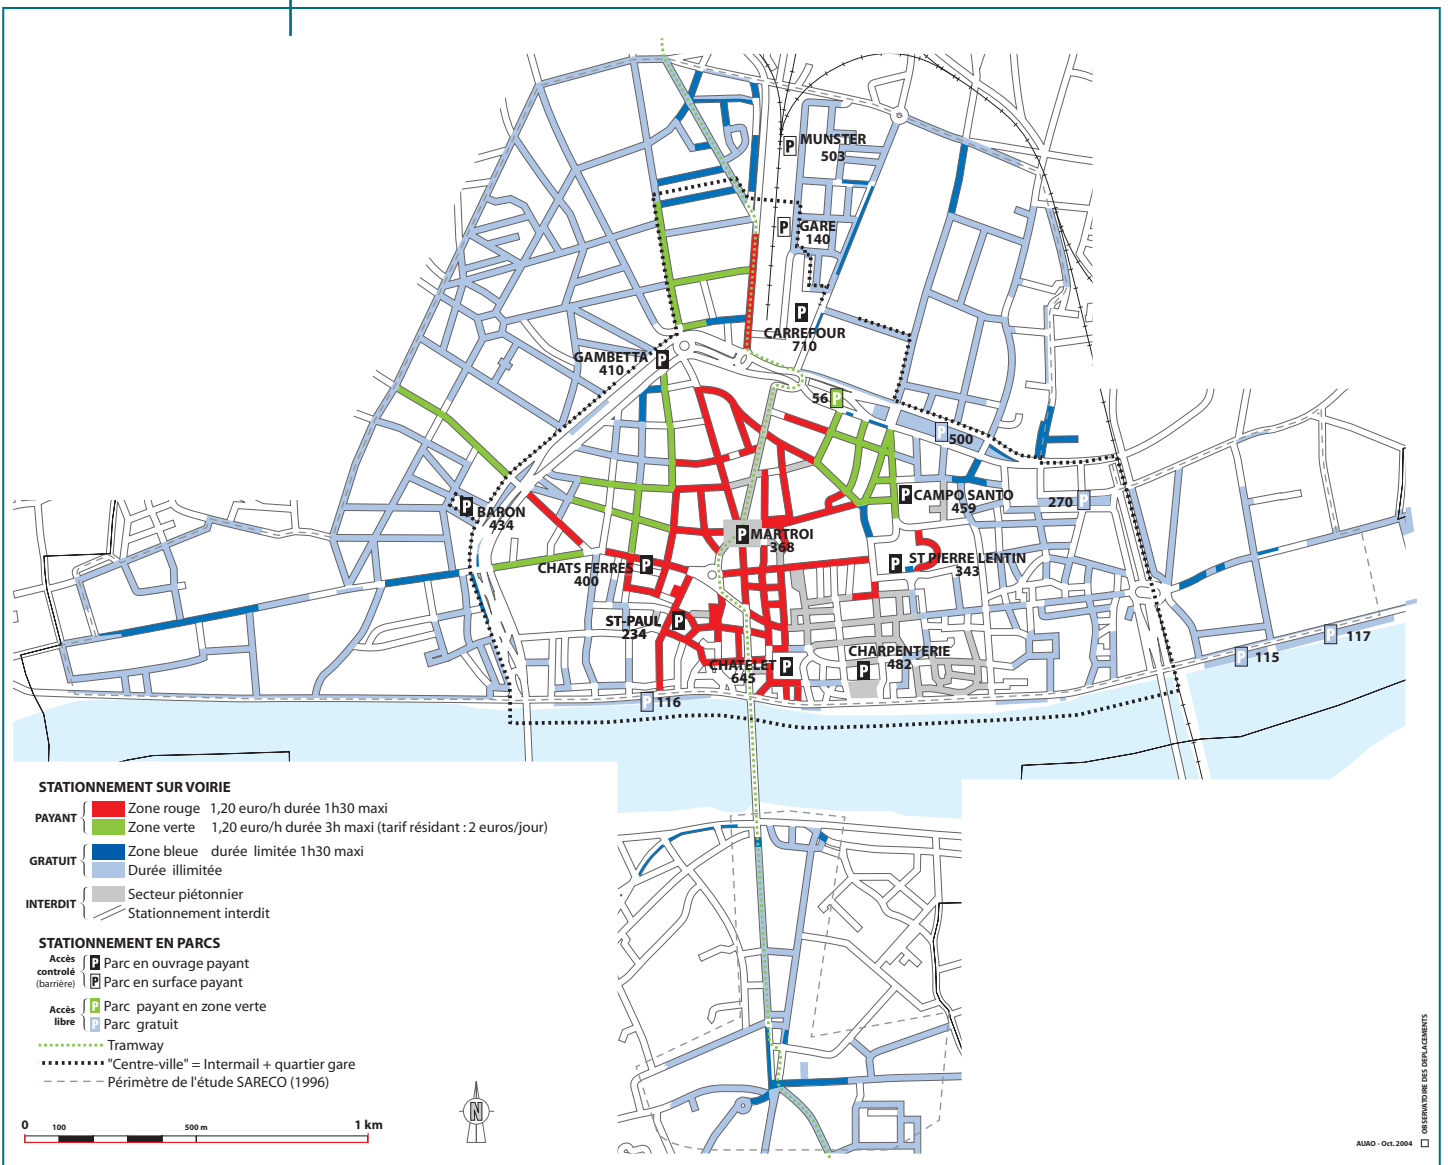 MUNSTER
503
GARE
140
CARREFOUR
710
GAMBETTA
410
56
500
CAMPO SANTO
459
270
BARON
434
MARTROI
368
CHATS FERRES
400
ST PIERRE LENTIN
343
ST-PAUL
234
CHATELET
645
CHARPENTERIE
482
117
115
116
STATIONNEMENT SUR VOIRIE
PAYANT
Zone rouge 1,20 euro/h durée 1h30 maxi
Zone verte 1,20 euro/h durée 3h maxi (tarif résidant : 2 euros/jour)
GRATUIT
Zone bleue durée limitée 1h30 maxi
Durée illimitée
INTERDIT
Secteur piétonnier
Stationnement interdit
STATIONNEMENT EN PARCS
Accès
controlé
(barrière)
P Parc en ouvrage payant
P Parc en surface payant
Accès
libre
P Parc payant en zone verte
P Parc gratuit
Tramway
"Centre-ville" = Intermail + quartier gare
Périmètre de l'étude SARECO (1996)
0 100 500 m 1 km
N
AUAO - Oct. 2004
OBSERVATOIRE DES DEPLACEMENTS